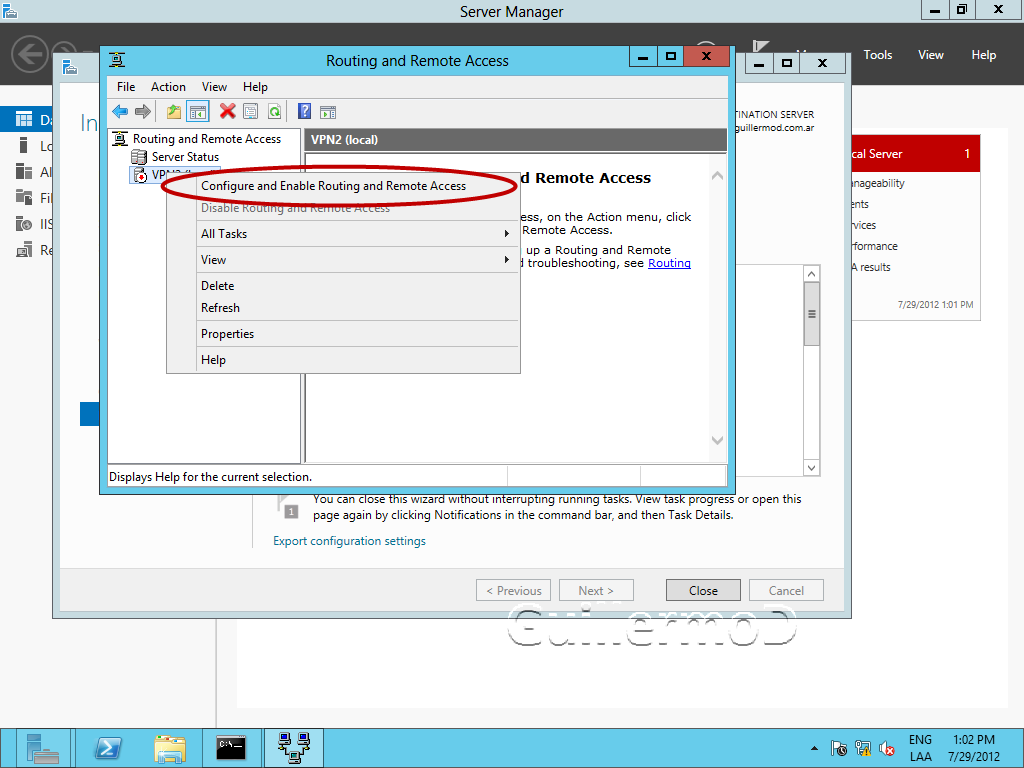 Server Manager
Tools View Help
Routing and Remote Access
File Action View Help
TINATION SERVER
guillermod.com.ar
Routing and Remote Access
Server Status
VPN2 (local)
In
Configure and Enable Routing and Remote Access
Disable Routing and Remote Access
All Tasks
View
Delete
Refresh
Properties
Help
d Remote Access
ess, on the Action menu, click
Remote Access.
up a Routing and Remote
d troubleshooting, see Routing
Displays Help for the current selection.
Da
Lo
Al
Fil
IIS
Re
cal Server 1
nageability
ents
vices
rformance
A results
7/29/2012 1:01 PM
You can close this wizard without interrupting running tasks. View task progress or open this
page again by clicking Notifications in the command bar, and then Task Details.
1
Export configuration settings
< Previous Next > Close Cancel
GuillermoD
C:\>_
ENG 1:02 PM
LAA 7/29/2012